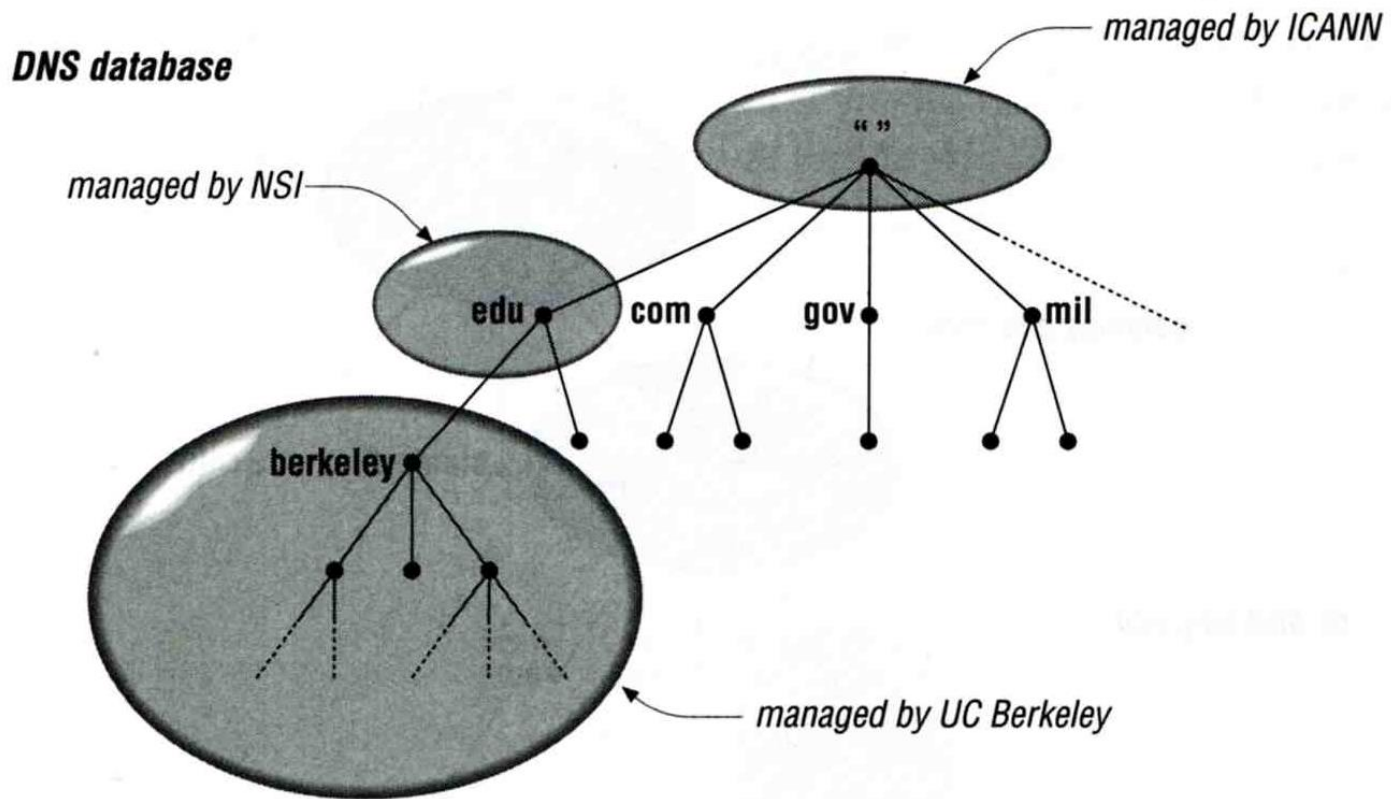 managed by ICANN
DNS database
“ ”
managed by NSI
edu
com
gov
mil
berkeley
managed by UC Berkeley